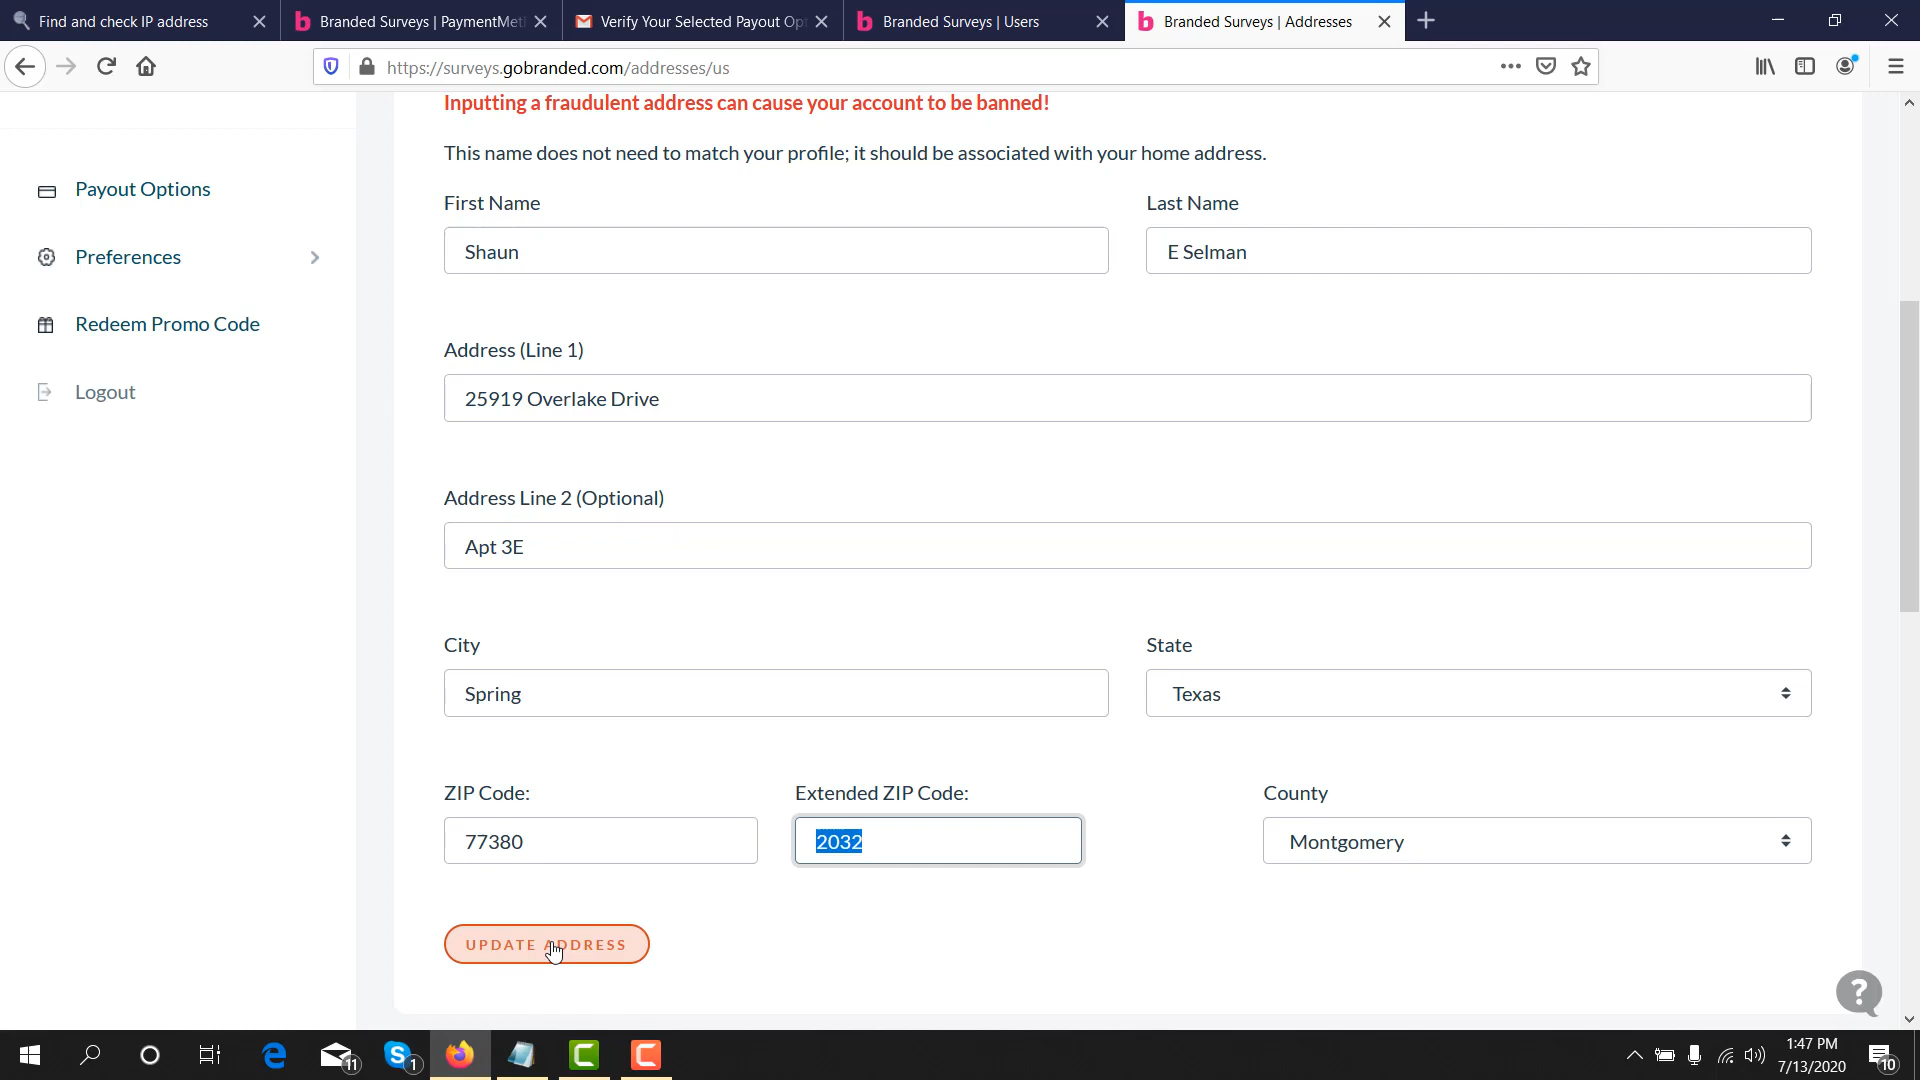 Find and check IP address
Branded Surveys | PaymentMet
Verify Your Selected Payout Opt
Branded Surveys | Users
Branded Surveys | Addresses
https://surveys.gobranded.com/addresses/us
Inputting a fraudulent address can cause your account to be banned!
This name does not need to match your profile; it should be associated with your home address.
Payout Options
Preferences
Redeem Promo Code
Logout
First Name
Last Name
Shaun
E Selman
Address (Line 1)
25919 Overlake Drive
Address Line 2 (Optional)
Apt 3E
City
State
Spring
Texas
ZIP Code:
Extended ZIP Code:
County
77380
2032
Montgomery
UPDATE ADDRESS
?
11
1
1:47 PM
7/13/2020
10